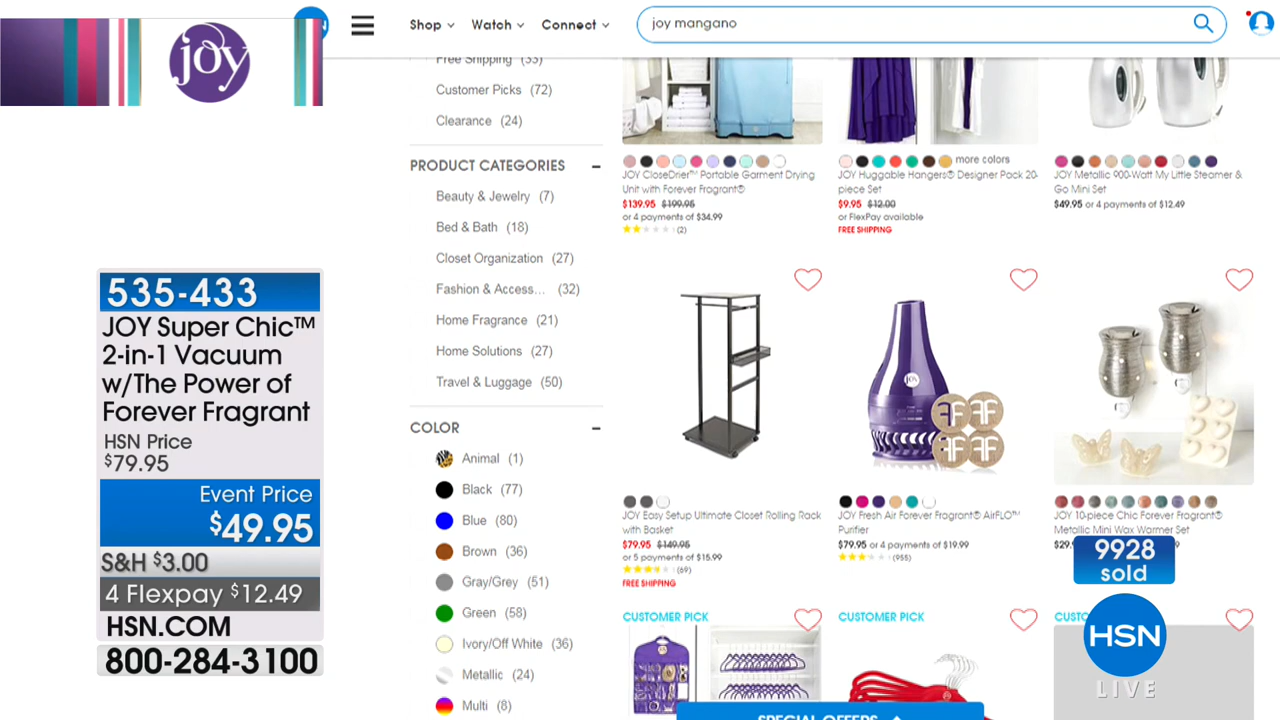 Shop
Watch
Connect
joy mangano
joy
535-433
JOY Super Chic™
2-in-1 Vacuum
w/The Power of
Forever Fragrant
HSN Price
$79.95
Event Price
$49.95
S&H $3.00
4 Flexpay $12.49
HSN.COM
800-284-3100
Free Shipping (33)
Customer Picks (72)
Clearance (24)
PRODUCT CATEGORIES –
Beauty & Jewelry (7)
Bed & Bath (18)
Closet Organization (27)
Fashion & Access... (32)
Home Fragrance (21)
Home Solutions (27)
Travel & Luggage (50)
COLOR –
Animal (1)
Black (77)
Blue (80)
Brown (36)
Gray/Grey (51)
Green (58)
Ivory/Off White (36)
Metallic (24)
Multi (8)
JOY CloseDrier™ Portable Garment Drying
Unit with Forever Fragrant®
$139.95 $199.95
or 4 payments of $34.99
(2)
more colors
JOY Huggable Hangers® Designer Pack 20-
piece Set
$9.95 $12.00
or FlexPay available
FREE SHIPPING
JOY Metallic 900-Watt My Little Steamer &
Go Mini Set
$49.95 or 4 payments of $12.49
JOY Easy Setup Ultimate Closet Rolling Rack
with Basket
$79.95 $149.95
or 5 payments of $15.99
(69)
FREE SHIPPING
joy
FF
FF
FF
FF
JOY Fresh Air Forever Fragrant® AirFLO™
Purifier
$79.95 or 4 payments of $19.99
(955)
JOY 10-piece Chic Forever Fragrant®
Metallic Mini Wax Warmer Set
$29.
9928
sold
CUSTOMER PICK
CUSTOMER PICK
CUSTO
HSN
LIVE
SPECIAL OFFERS